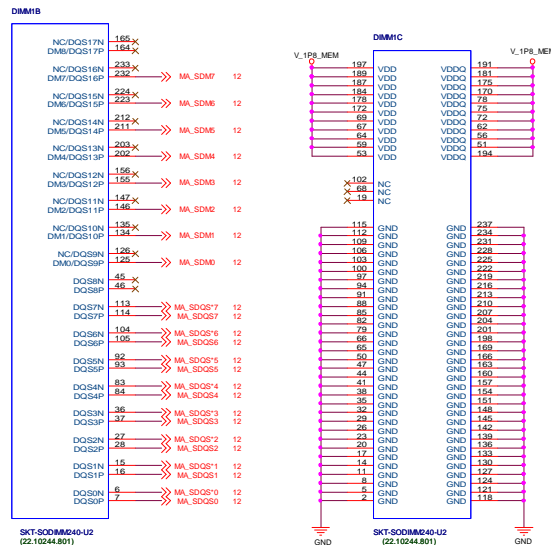 DIMM1B
NC/DQS17N 165
DM8/DQS17P 164
NC/DQS16N 233
DM7/DQS16P 232 MA_SDM7 12
NC/DQS15N 224
DM6/DQS15P 223 MA_SDM6 12
NC/DQS14N 212
DM5/DQS14P 211 MA_SDM5 12
NC/DQS13N 203
DM4/DQS13P 202 MA_SDM4 12
NC/DQS12N 156
DM3/DQS12P 155 MA_SDM3 12
NC/DQS11N 147
DM2/DQS11P 146 MA_SDM2 12
NC/DQS10N 135
DM1/DQS10P 134 MA_SDM1 12
NC/DQS9N 126
DM0/DQS9P 125 MA_SDM0 12
DQS8N 45
DQS8P 46
DQS7N 113 MA_SDQS*7 12
DQS7P 114 MA_SDQS7 12
DQS6N 104 MA_SDQS*6 12
DQS6P 105 MA_SDQS6 12
DQS5N 92 MA_SDQS*5 12
DQS5P 93 MA_SDQS5 12
DQS4N 83 MA_SDQS*4 12
DQS4P 84 MA_SDQS4 12
DQS3N 36 MA_SDQS*3 12
DQS3P 37 MA_SDQS3 12
DQS2N 27 MA_SDQS*2 12
DQS2P 28 MA_SDQS2 12
DQS1N 15 MA_SDQS*1 12
DQS1P 16 MA_SDQS1 12
DQS0N 6 MA_SDQS*0 12
DQS0P 7 MA_SDQS0 12
SKT-SODIMM240-U2
(22.10244.801)
DIMM1C
V_1P8_MEM V_1P8_MEM
197 VDD VDDQ 191
189 VDD VDDQ 181
187 VDD VDDQ 175
184 VDD VDDQ 170
178 VDD VDDQ 78
172 VDD VDDQ 75
69 VDD VDDQ 72
67 VDD VDDQ 62
64 VDD VDDQ 56
59 VDD VDDQ 51
53 VDD VDDQ 194
102 NC
68 NC
19 NC
115 GND GND 237
112 GND GND 234
109 GND GND 231
106 GND GND 228
103 GND GND 225
100 GND GND 222
97 GND GND 219
94 GND GND 216
91 GND GND 213
88 GND GND 210
85 GND GND 207
82 GND GND 204
79 GND GND 201
66 GND GND 198
65 GND GND 169
50 GND GND 166
47 GND GND 163
44 GND GND 160
41 GND GND 157
38 GND GND 154
35 GND GND 151
32 GND GND 148
29 GND GND 145
26 GND GND 142
23 GND GND 139
20 GND GND 136
17 GND GND 133
14 GND GND 130
11 GND GND 127
8 GND GND 124
5 GND GND 121
2 GND GND 118
SKT-SODIMM240-U2
(22.10244.801)
GND GND